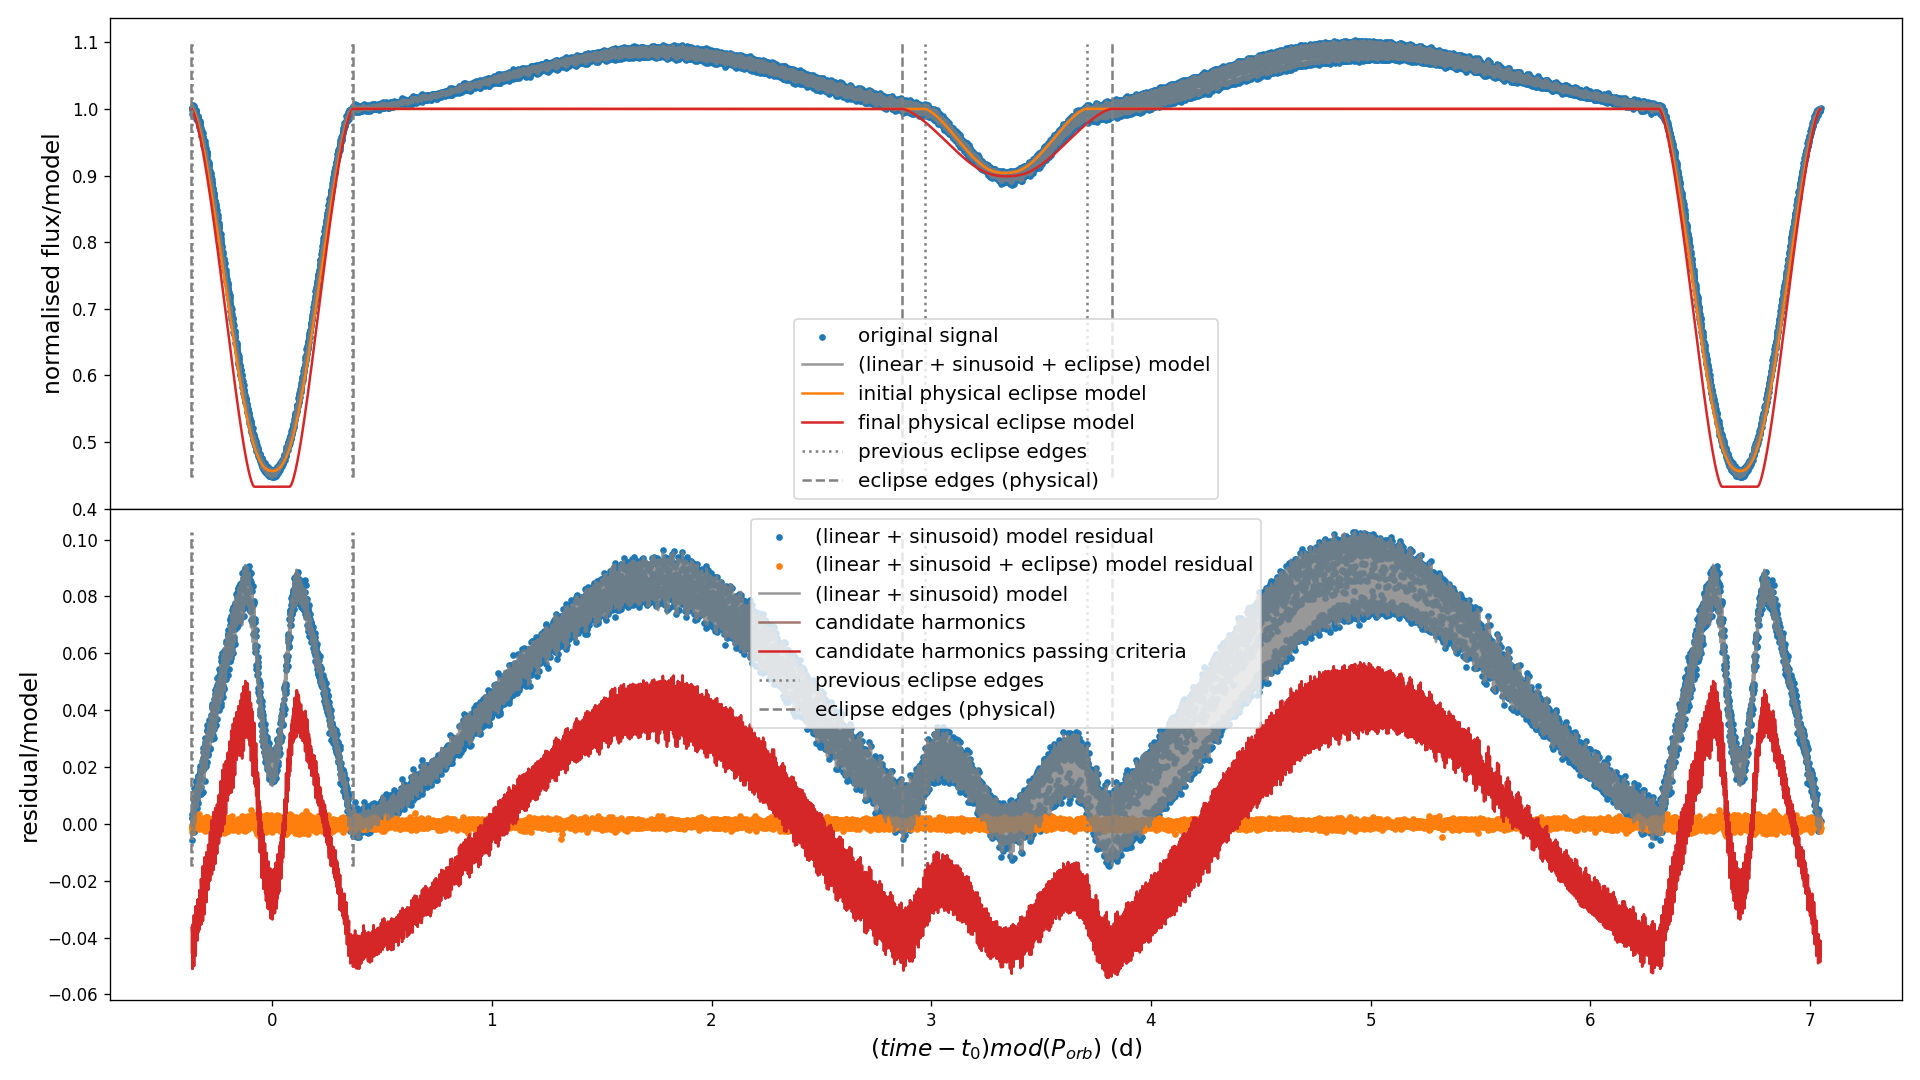 normalised flux/model
1.1
1.0
0.9
0.8
0.7
0.6
0.5
0.4
original signal
(linear + sinusoid + eclipse) model
initial physical eclipse model
final physical eclipse model
previous eclipse edges
eclipse edges (physical)
residual/model
0.10
0.08
0.06
0.04
0.02
0.00
−0.02
−0.04
−0.06
(linear + sinusoid) model residual
(linear + sinusoid + eclipse) model residual
(linear + sinusoid) model
candidate harmonics
candidate harmonics passing criteria
previous eclipse edges
eclipse edges (physical)
0 1 2 3 4 5 6 7
(time − t₀)mod(P_orb) (d)